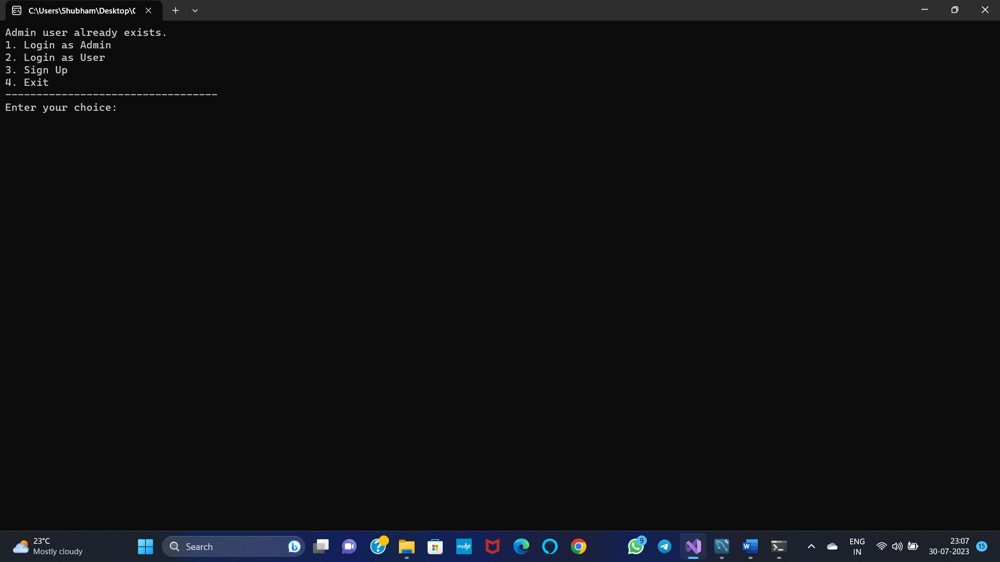 C:\Users\Shubham\Desktop\C
Admin user already exists.
1. Login as Admin
2. Login as User
3. Sign Up
4. Exit
----------------------------------
Enter your choice:
23°C
Mostly cloudy
Search
myhp
9
W
ENG
IN
23:07
30-07-2023
15